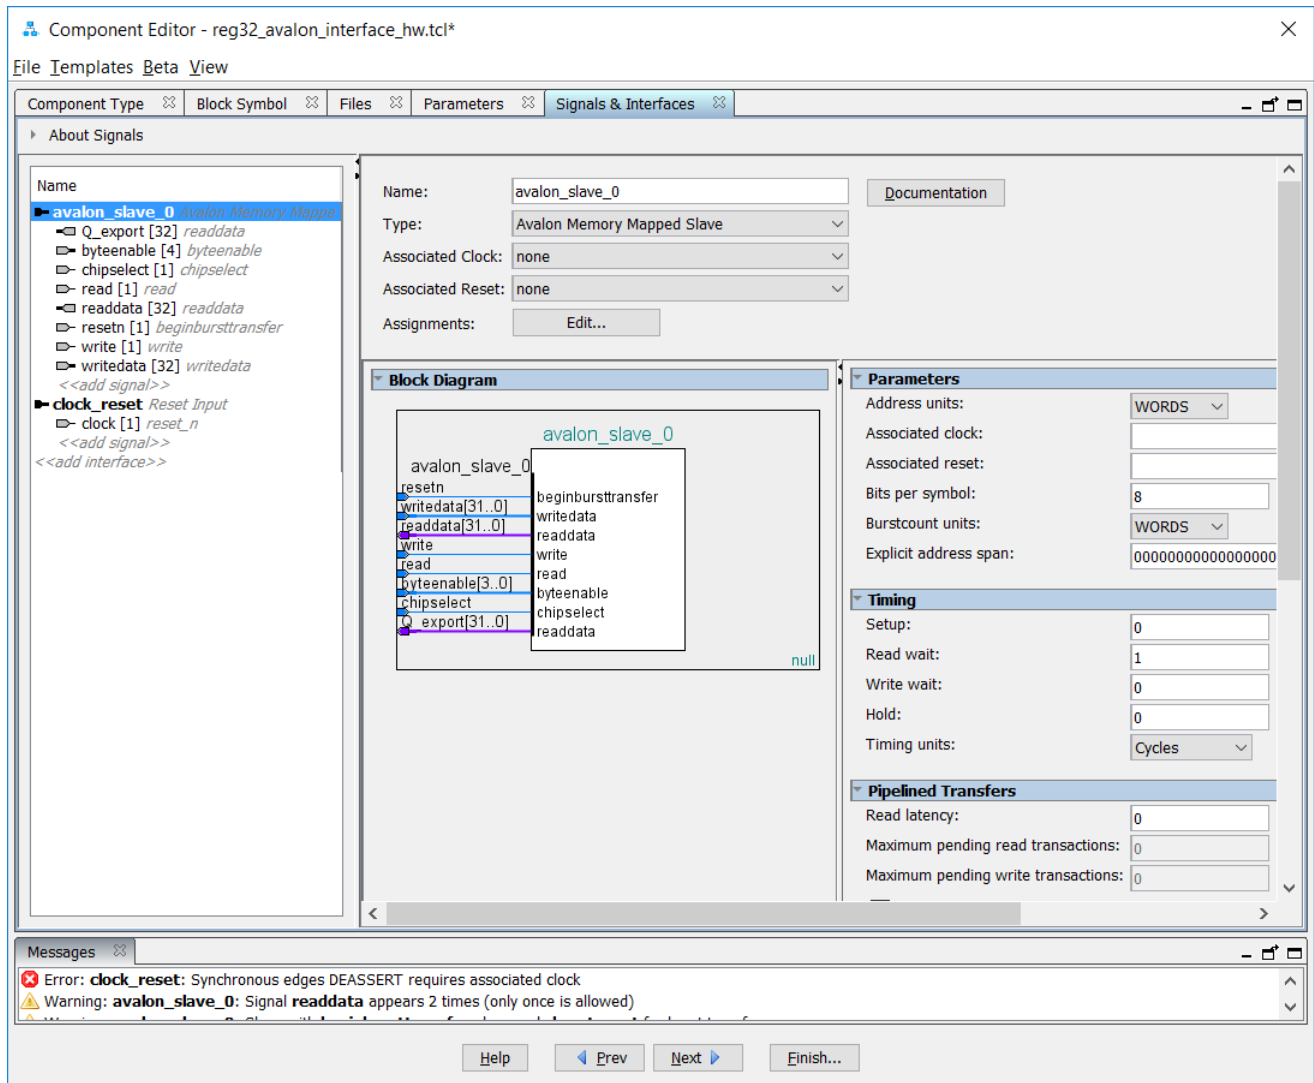 Component Editor - reg32_avalon_interface_hw.tcl*
File Templates Beta View
Component Type Block Symbol Files Parameters Signals & Interfaces
About Signals
Name
avalon_slave_0 Avalon Memory Mappe
Q_export [32] readdata
byteenable [4] byteenable
chipselect [1] chipselect
read [1] read
readdata [32] readdata
resetn [1] beginbursttransfer
write [1] write
writedata [32] writedata
<<add signal>>
clock_reset Reset Input
clock [1] reset_n
<<add signal>>
<<add interface>>
Name: avalon_slave_0 Documentation
Type: Avalon Memory Mapped Slave
Associated Clock: none
Associated Reset: none
Assignments: Edit...
Block Diagram
avalon_slave_0
avalon_slave_0
resetn beginbursttransfer
writedata[31..0] writedata
readdata[31..0] readdata
write write
read read
byteenable[3..0] byteenable
chipselect chipselect
Q_export[31..0] readdata
null
Parameters
Address units: WORDS
Associated clock:
Associated reset:
Bits per symbol: 8
Burstcount units: WORDS
Explicit address span: 00000000000000000
Timing
Setup: 0
Read wait: 1
Write wait: 0
Hold: 0
Timing units: Cycles
Pipelined Transfers
Read latency: 0
Maximum pending read transactions: 0
Maximum pending write transactions: 0
Messages
Error: clock_reset: Synchronous edges DEASSERT requires associated clock
Warning: avalon_slave_0: Signal readdata appears 2 times (only once is allowed)
Help Prev Next Finish...